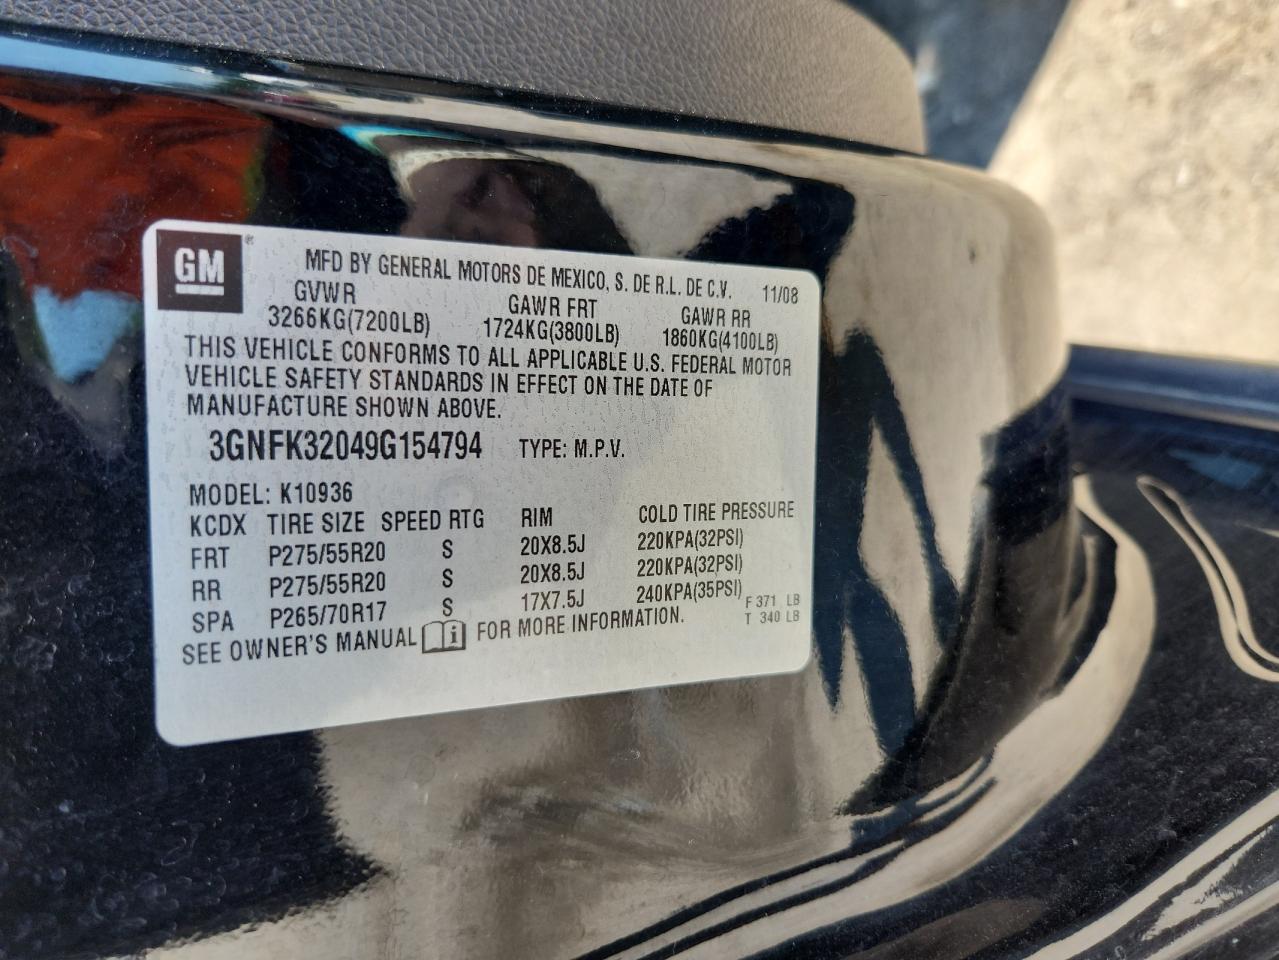 GM ®
MFD BY GENERAL MOTORS DE MEXICO, S. DE R.L. DE C.V. 11/08
GVWR GAWR FRT GAWR RR
3266KG(7200LB) 1724KG(3800LB) 1860KG(4100LB)
THIS VEHICLE CONFORMS TO ALL APPLICABLE U.S. FEDERAL MOTOR
VEHICLE SAFETY STANDARDS IN EFFECT ON THE DATE OF
MANUFACTURE SHOWN ABOVE.
3GNFK32049G154794 TYPE: M.P.V.
MODEL: K10936
KCDX TIRE SIZE SPEED RTG RIM COLD TIRE PRESSURE
FRT P275/55R20 S 20X8.5J 220KPA(32PSI)
RR P275/55R20 S 20X8.5J 220KPA(32PSI)
SPA P265/70R17 S 17X7.5J 240KPA(35PSI)
F 371 LB
T 340 LB
SEE OWNER'S MANUAL i FOR MORE INFORMATION.